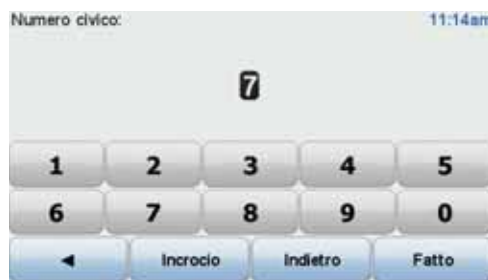 Numero civico: 11:14am
7
1 2 3 4 5
6 7 8 9 0
◄ Incrocio Indietro Fatto